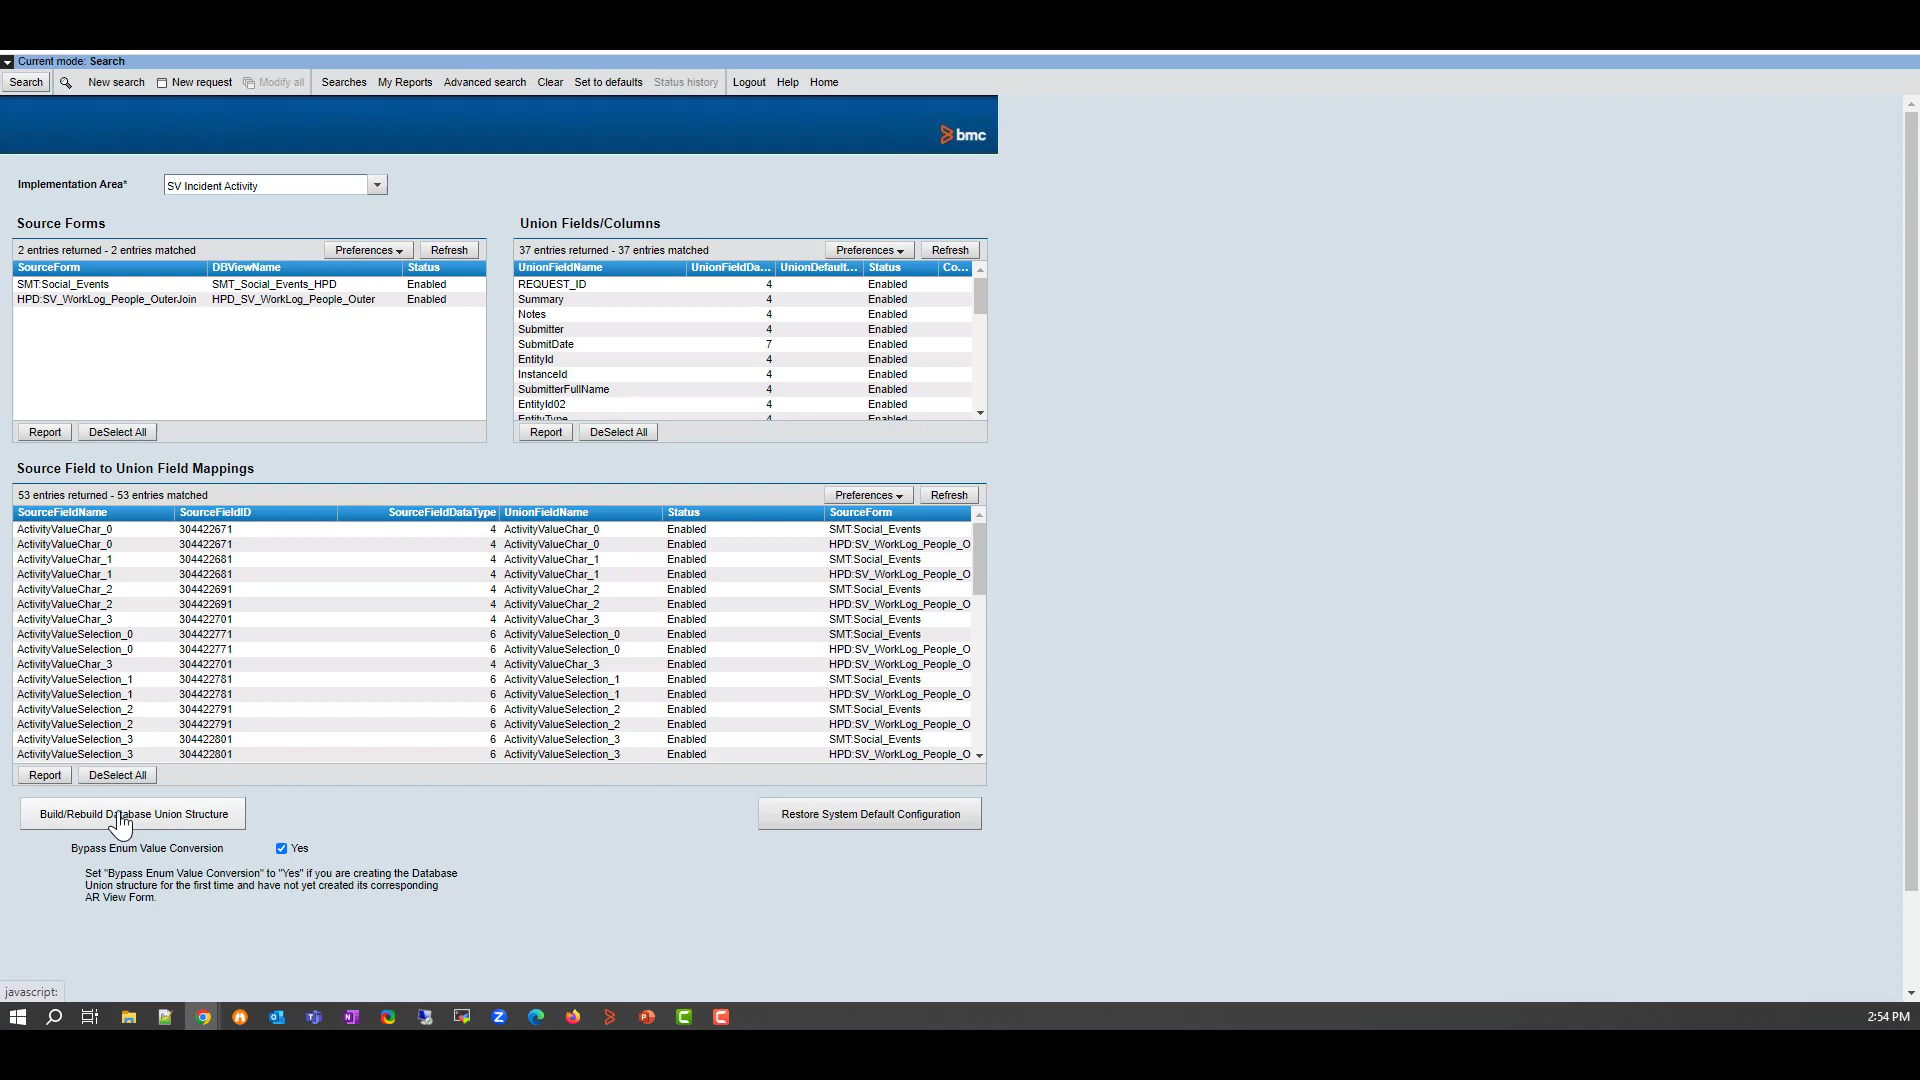 Current mode: Search
Search New search New request Modify all Searches My Reports Advanced search Clear Set to defaults Status history Logout Help Home
bmc
Implementation Area* SV Incident Activity
Source Forms
2 entries returned - 2 entries matched Preferences Refresh
SourceForm DBViewName Status
SMT:Social_Events SMT_Social_Events_HPD Enabled
HPD:SV_WorkLog_People_OuterJoin HPD_SV_WorkLog_People_Outer Enabled
Report DeSelect All
Union Fields/Columns
37 entries returned - 37 entries matched Preferences Refresh
UnionFieldName UnionFieldDa... UnionDefault... Status Co...
REQUEST_ID 4 Enabled
Summary 4 Enabled
Notes 4 Enabled
Submitter 4 Enabled
SubmitDate 7 Enabled
EntityId 4 Enabled
InstanceId 4 Enabled
SubmitterFullName 4 Enabled
EntityId02 4 Enabled
EntityType 4 Enabled
Report DeSelect All
Source Field to Union Field Mappings
53 entries returned - 53 entries matched Preferences Refresh
SourceFieldName SourceFieldID SourceFieldDataType UnionFieldName Status SourceForm
ActivityValueChar_0 304422671 4 ActivityValueChar_0 Enabled SMT:Social_Events
ActivityValueChar_0 304422671 4 ActivityValueChar_0 Enabled HPD:SV_WorkLog_People_O
ActivityValueChar_1 304422681 4 ActivityValueChar_1 Enabled SMT:Social_Events
ActivityValueChar_1 304422681 4 ActivityValueChar_1 Enabled HPD:SV_WorkLog_People_O
ActivityValueChar_2 304422691 4 ActivityValueChar_2 Enabled SMT:Social_Events
ActivityValueChar_2 304422691 4 ActivityValueChar_2 Enabled HPD:SV_WorkLog_People_O
ActivityValueChar_3 304422701 4 ActivityValueChar_3 Enabled SMT:Social_Events
ActivityValueSelection_0 304422771 6 ActivityValueSelection_0 Enabled SMT:Social_Events
ActivityValueSelection_0 304422771 6 ActivityValueSelection_0 Enabled HPD:SV_WorkLog_People_O
ActivityValueChar_3 304422701 4 ActivityValueChar_3 Enabled HPD:SV_WorkLog_People_O
ActivityValueSelection_1 304422781 6 ActivityValueSelection_1 Enabled SMT:Social_Events
ActivityValueSelection_1 304422781 6 ActivityValueSelection_1 Enabled HPD:SV_WorkLog_People_O
ActivityValueSelection_2 304422791 6 ActivityValueSelection_2 Enabled SMT:Social_Events
ActivityValueSelection_2 304422791 6 ActivityValueSelection_2 Enabled HPD:SV_WorkLog_People_O
ActivityValueSelection_3 304422801 6 ActivityValueSelection_3 Enabled SMT:Social_Events
ActivityValueSelection_3 304422801 6 ActivityValueSelection_3 Enabled HPD:SV_WorkLog_People_O
Report DeSelect All
Build/Rebuild Database Union Structure Restore System Default Configuration
Bypass Enum Value Conversion Yes
Set "Bypass Enum Value Conversion" to "Yes" if you are creating the Database
Union structure for the first time and have not yet created its corresponding
AR View Form.
javascript:
2:54 PM